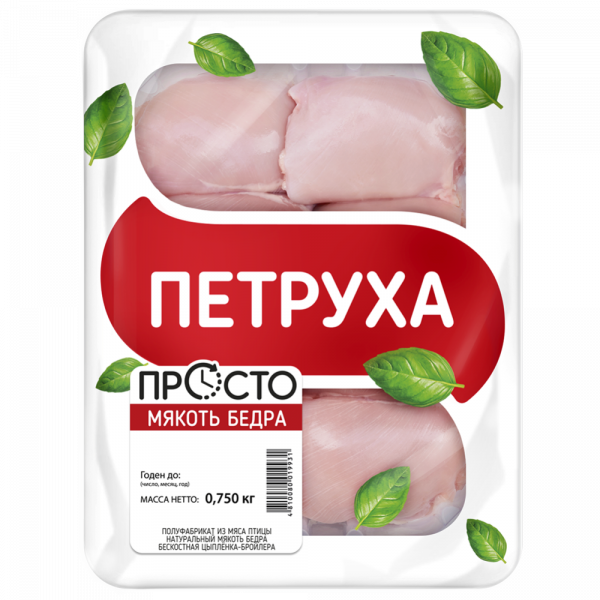 ПЕТРУХА
ПРОСТО
МЯКОТЬ БЕДРА
Годен до:
(число, месяц, год)
МАССА НЕТТО: 0,750 кг
4810080019931
ПОЛУФАБРИКАТ ИЗ МЯСА ПТИЦЫ
НАТУРАЛЬНЫЙ МЯКОТЬ БЕДРА
БЕСКОСТНАЯ ЦЫПЛЕНКА-БРОЙЛЕРА